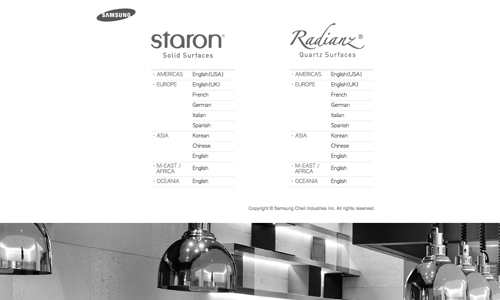 SAMSUNG
staron®
Solid Surfaces
- AMERICAS English(USA)
- EUROPE English(UK)
French
German
Italian
Spanish
- ASIA Korean
Chinese
English
- M-EAST / AFRICA English
- OCEANIA English
Radianz®
Quartz Surfaces
- AMERICAS English(USA)
- EUROPE English(UK)
French
German
Italian
Spanish
- ASIA Korean
Chinese
English
- M-EAST / AFRICA English
- OCEANIA English
Copyright © Samsung Cheil Industries Inc. All rights reserved.